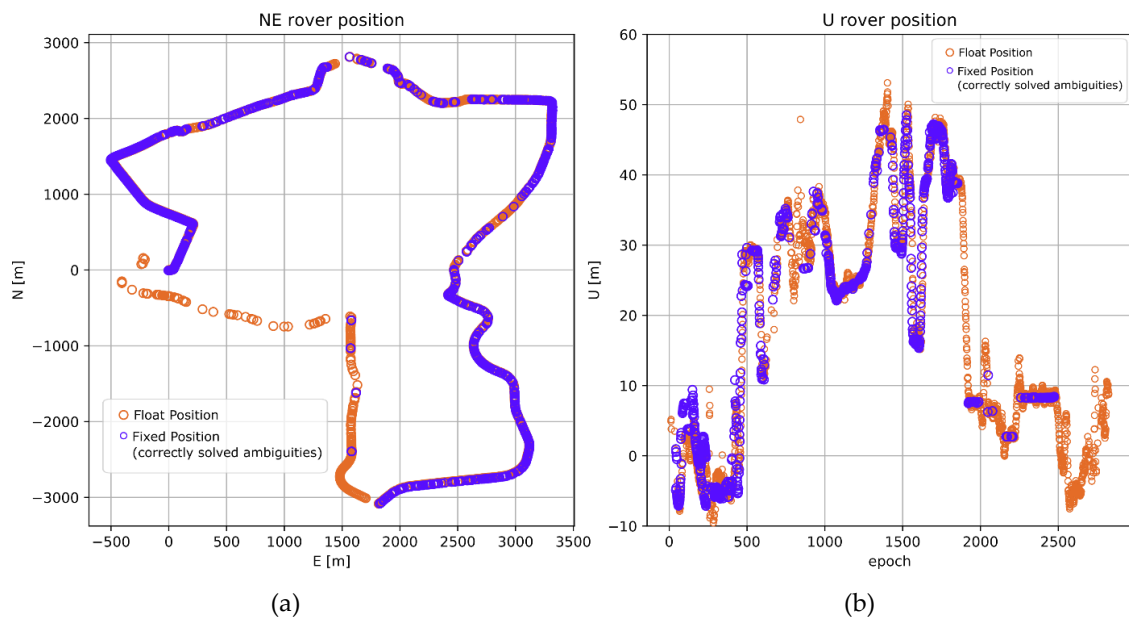 NE rover position
3000
2000
1000
0
−1000
−2000
−3000
N [m]
Float Position
Fixed Position
(correctly solved ambiguities)
−500 0 500 1000 1500 2000 2500 3000 3500
E [m]
(a)
U rover position
60
50
40
30
20
10
0
−10
U [m]
Float Position
Fixed Position
(correctly solved ambiguities)
0 500 1000 1500 2000 2500
epoch
(b)